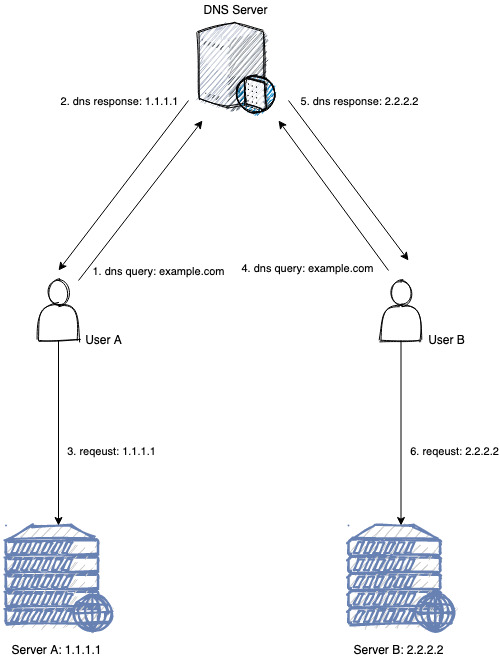 DNS Server
2. dns response: 1.1.1.1
5. dns response: 2.2.2.2
1. dns query: example.com
4. dns query: example.com
User A
User B
3. reqeust: 1.1.1.1
6. reqeust: 2.2.2.2
Server A: 1.1.1.1
Server B: 2.2.2.2